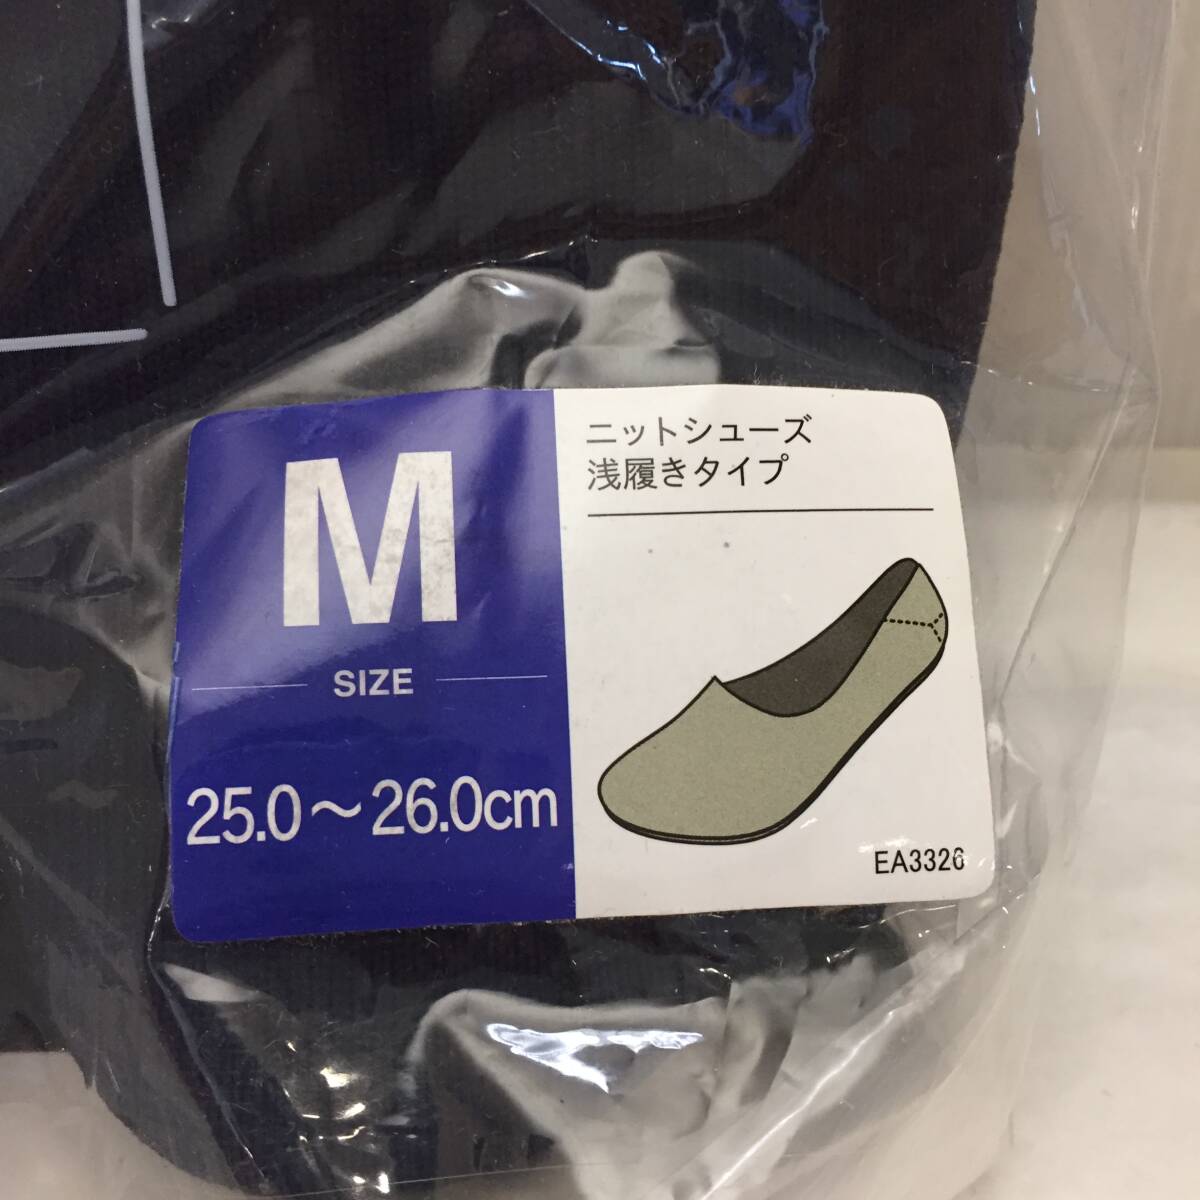 M
SIZE
25.0〜26.0cm
ニットシューズ
浅履きタイプ
EA3326